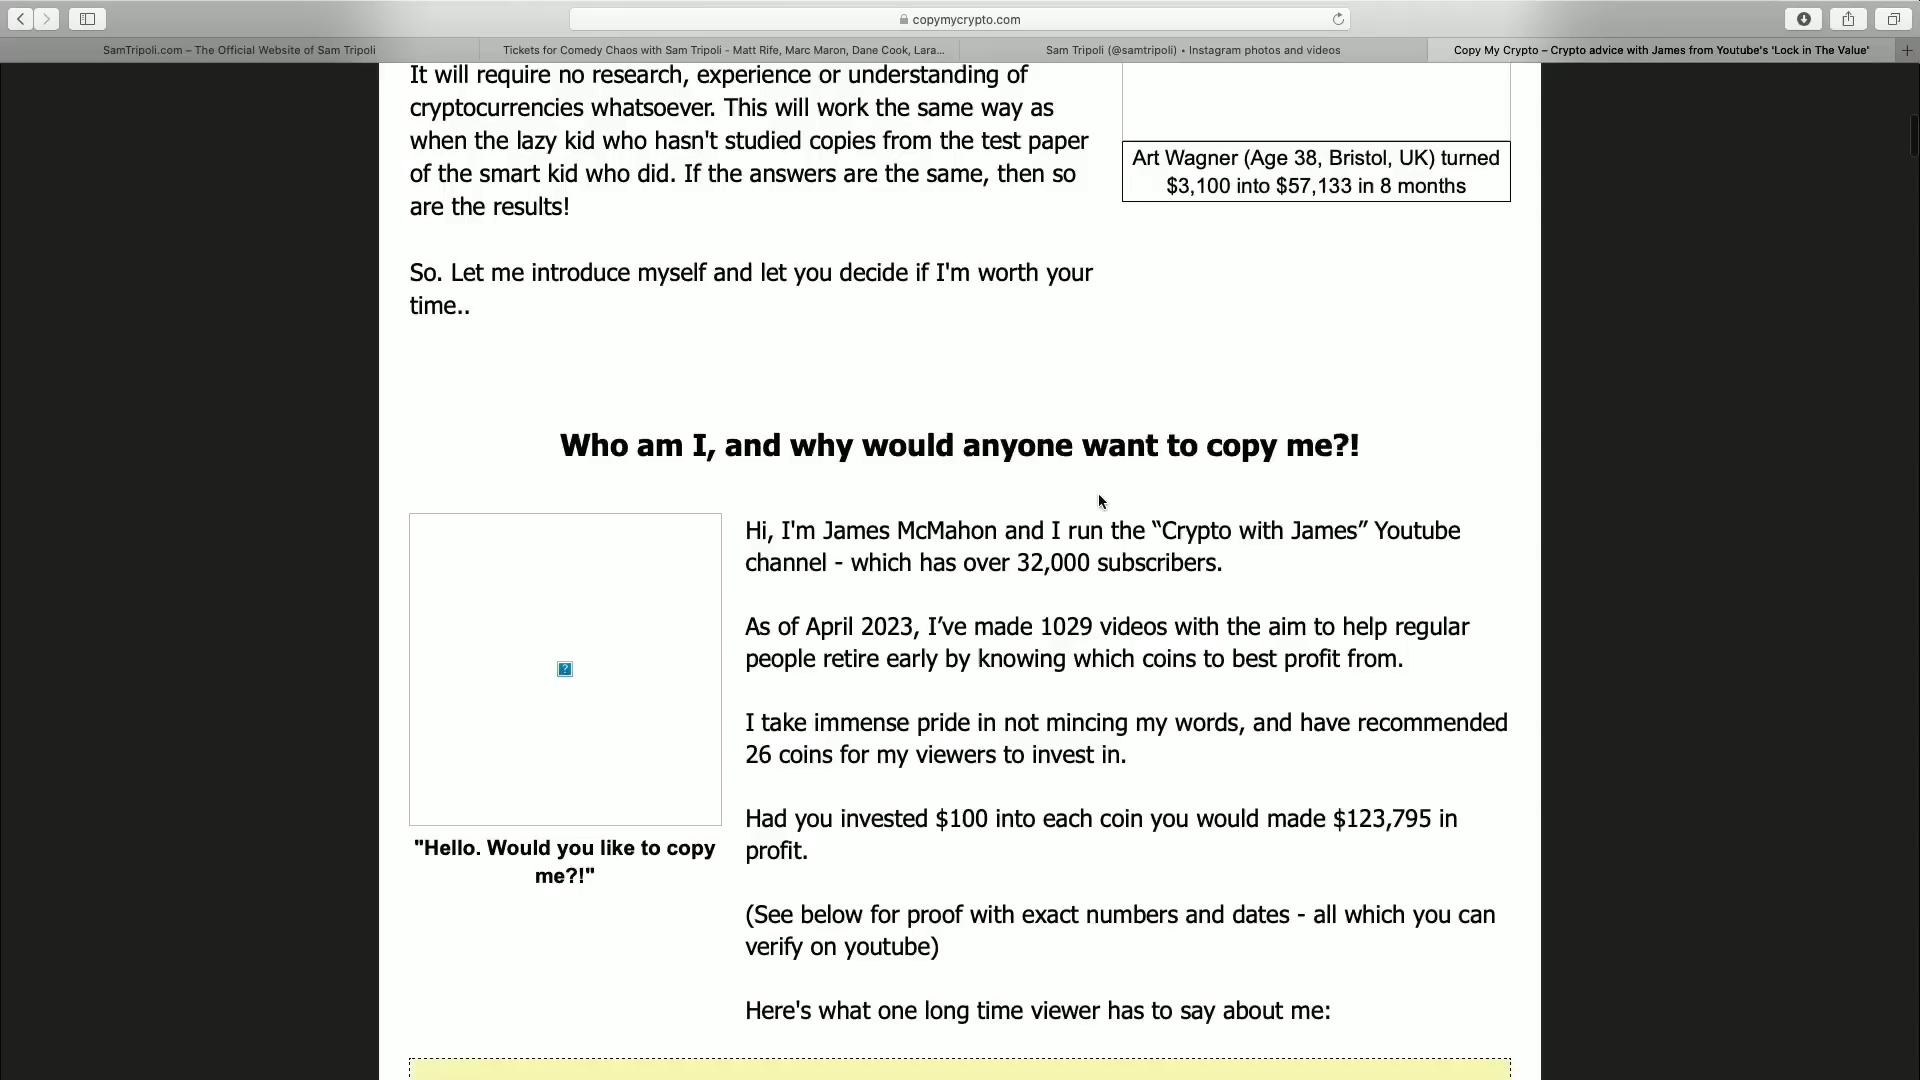 copymycrypto.com
SamTripoli.com – The Official Website of Sam Tripoli
Tickets for Comedy Chaos with Sam Tripoli - Matt Rife, Marc Maron, Dane Cook, Lara...
Sam Tripoli (@samtripoli) • Instagram photos and videos
Copy My Crypto – Crypto advice with James from Youtube's 'Lock in The Value'
It will require no research, experience or understanding of
cryptocurrencies whatsoever. This will work the same way as
when the lazy kid who hasn't studied copies from the test paper
of the smart kid who did. If the answers are the same, then so
are the results!
Art Wagner (Age 38, Bristol, UK) turned
$3,100 into $57,133 in 8 months
So. Let me introduce myself and let you decide if I'm worth your
time..
Who am I, and why would anyone want to copy me?!
"Hello. Would you like to copy
me?!"
Hi, I'm James McMahon and I run the “Crypto with James” Youtube
channel - which has over 32,000 subscribers.
As of April 2023, I’ve made 1029 videos with the aim to help regular
people retire early by knowing which coins to best profit from.
I take immense pride in not mincing my words, and have recommended
26 coins for my viewers to invest in.
Had you invested $100 into each coin you would made $123,795 in
profit.
(See below for proof with exact numbers and dates - all which you can
verify on youtube)
Here's what one long time viewer has to say about me: